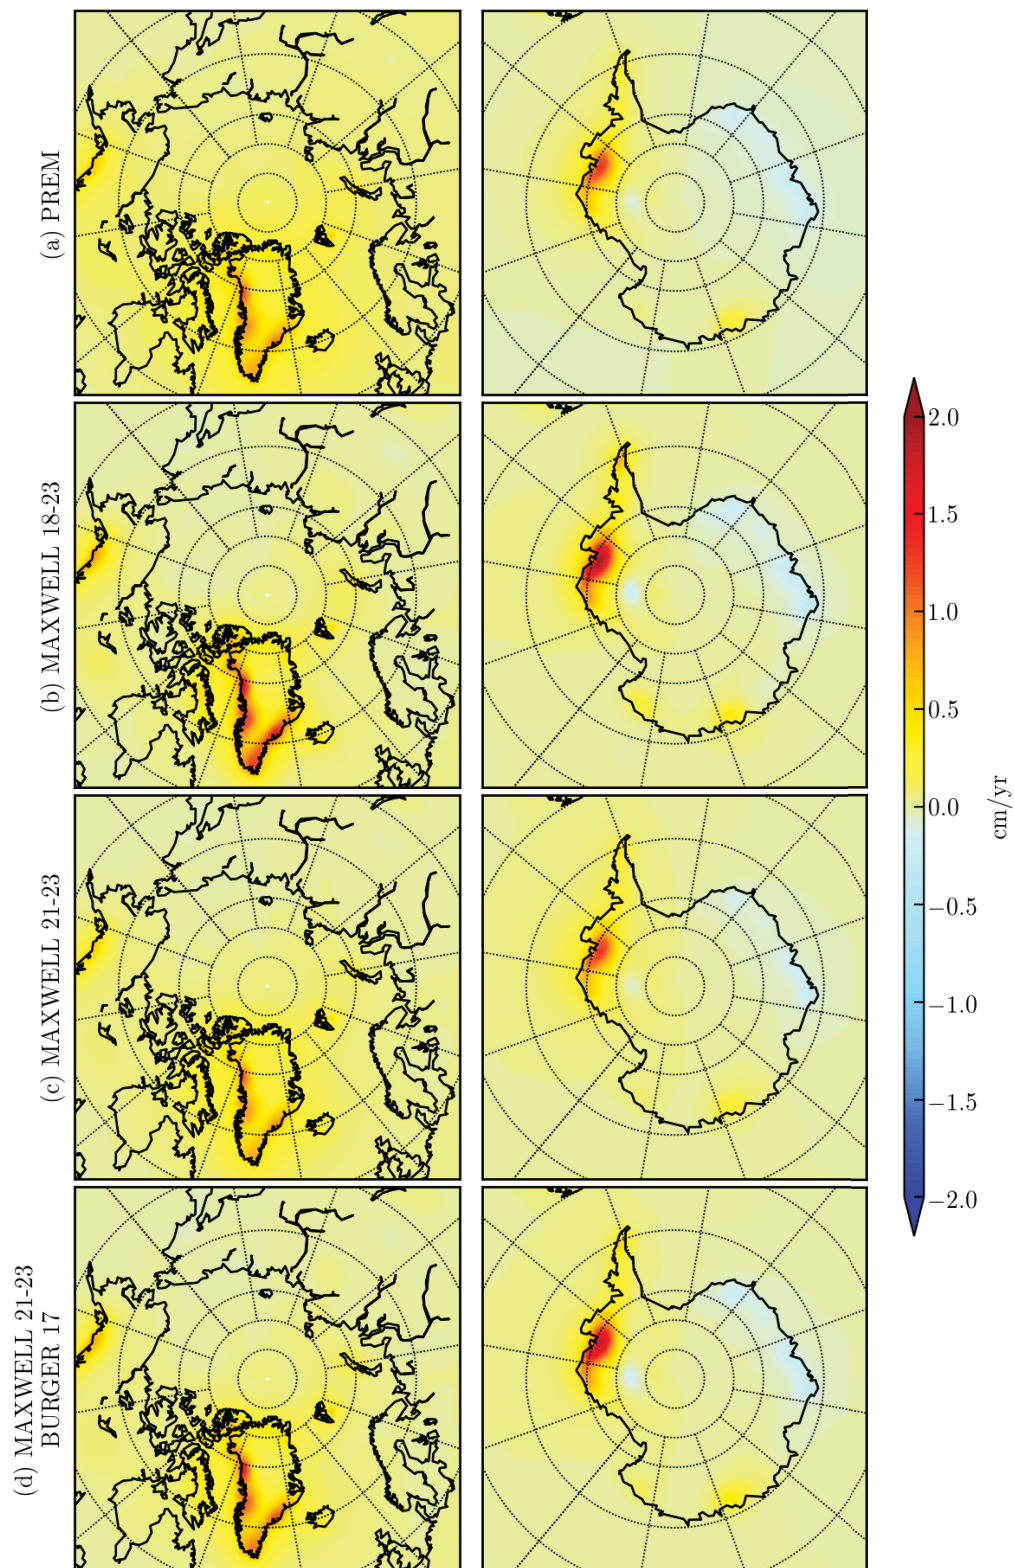 (a) PREM
(b) MAXWELL 18-23
(c) MAXWELL 21-23
(d) MAXWELL 21-23
BURGER 17
2.0
1.5
1.0
0.5
0.0
−0.5
−1.0
−1.5
−2.0
cm/yr